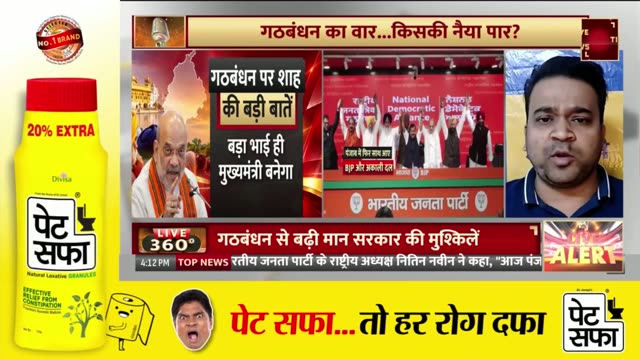 No.1 BRAND
20% EXTRA
Divisa
पेट
सफा
Natural Laxative GRANULES
EFFECTIVE
RELIEF FROM
CONSTIPATION
गठबंधन का वार...किसकी नैया पार?
गठबंधन पर शाह
की बड़ी बातें
बड़ा भाई ही
मुख्यमंत्री बनेगा
National
Democratic
Alliance
पंजाब में फिर साथ आए
BJP और अकाली दल
भारतीय जनता पार्टी
LIVE
360°
गठबंधन से बढ़ी मान सरकार की मुश्किलें
ALERT
4:12 PM
TOP NEWS
रतीय जनता पार्टी के राष्ट्रीय अध्यक्ष नितिन नवीन ने कहा, "आज पंज
पेट सफा...तो हर रोग दफा
पेट
सफा